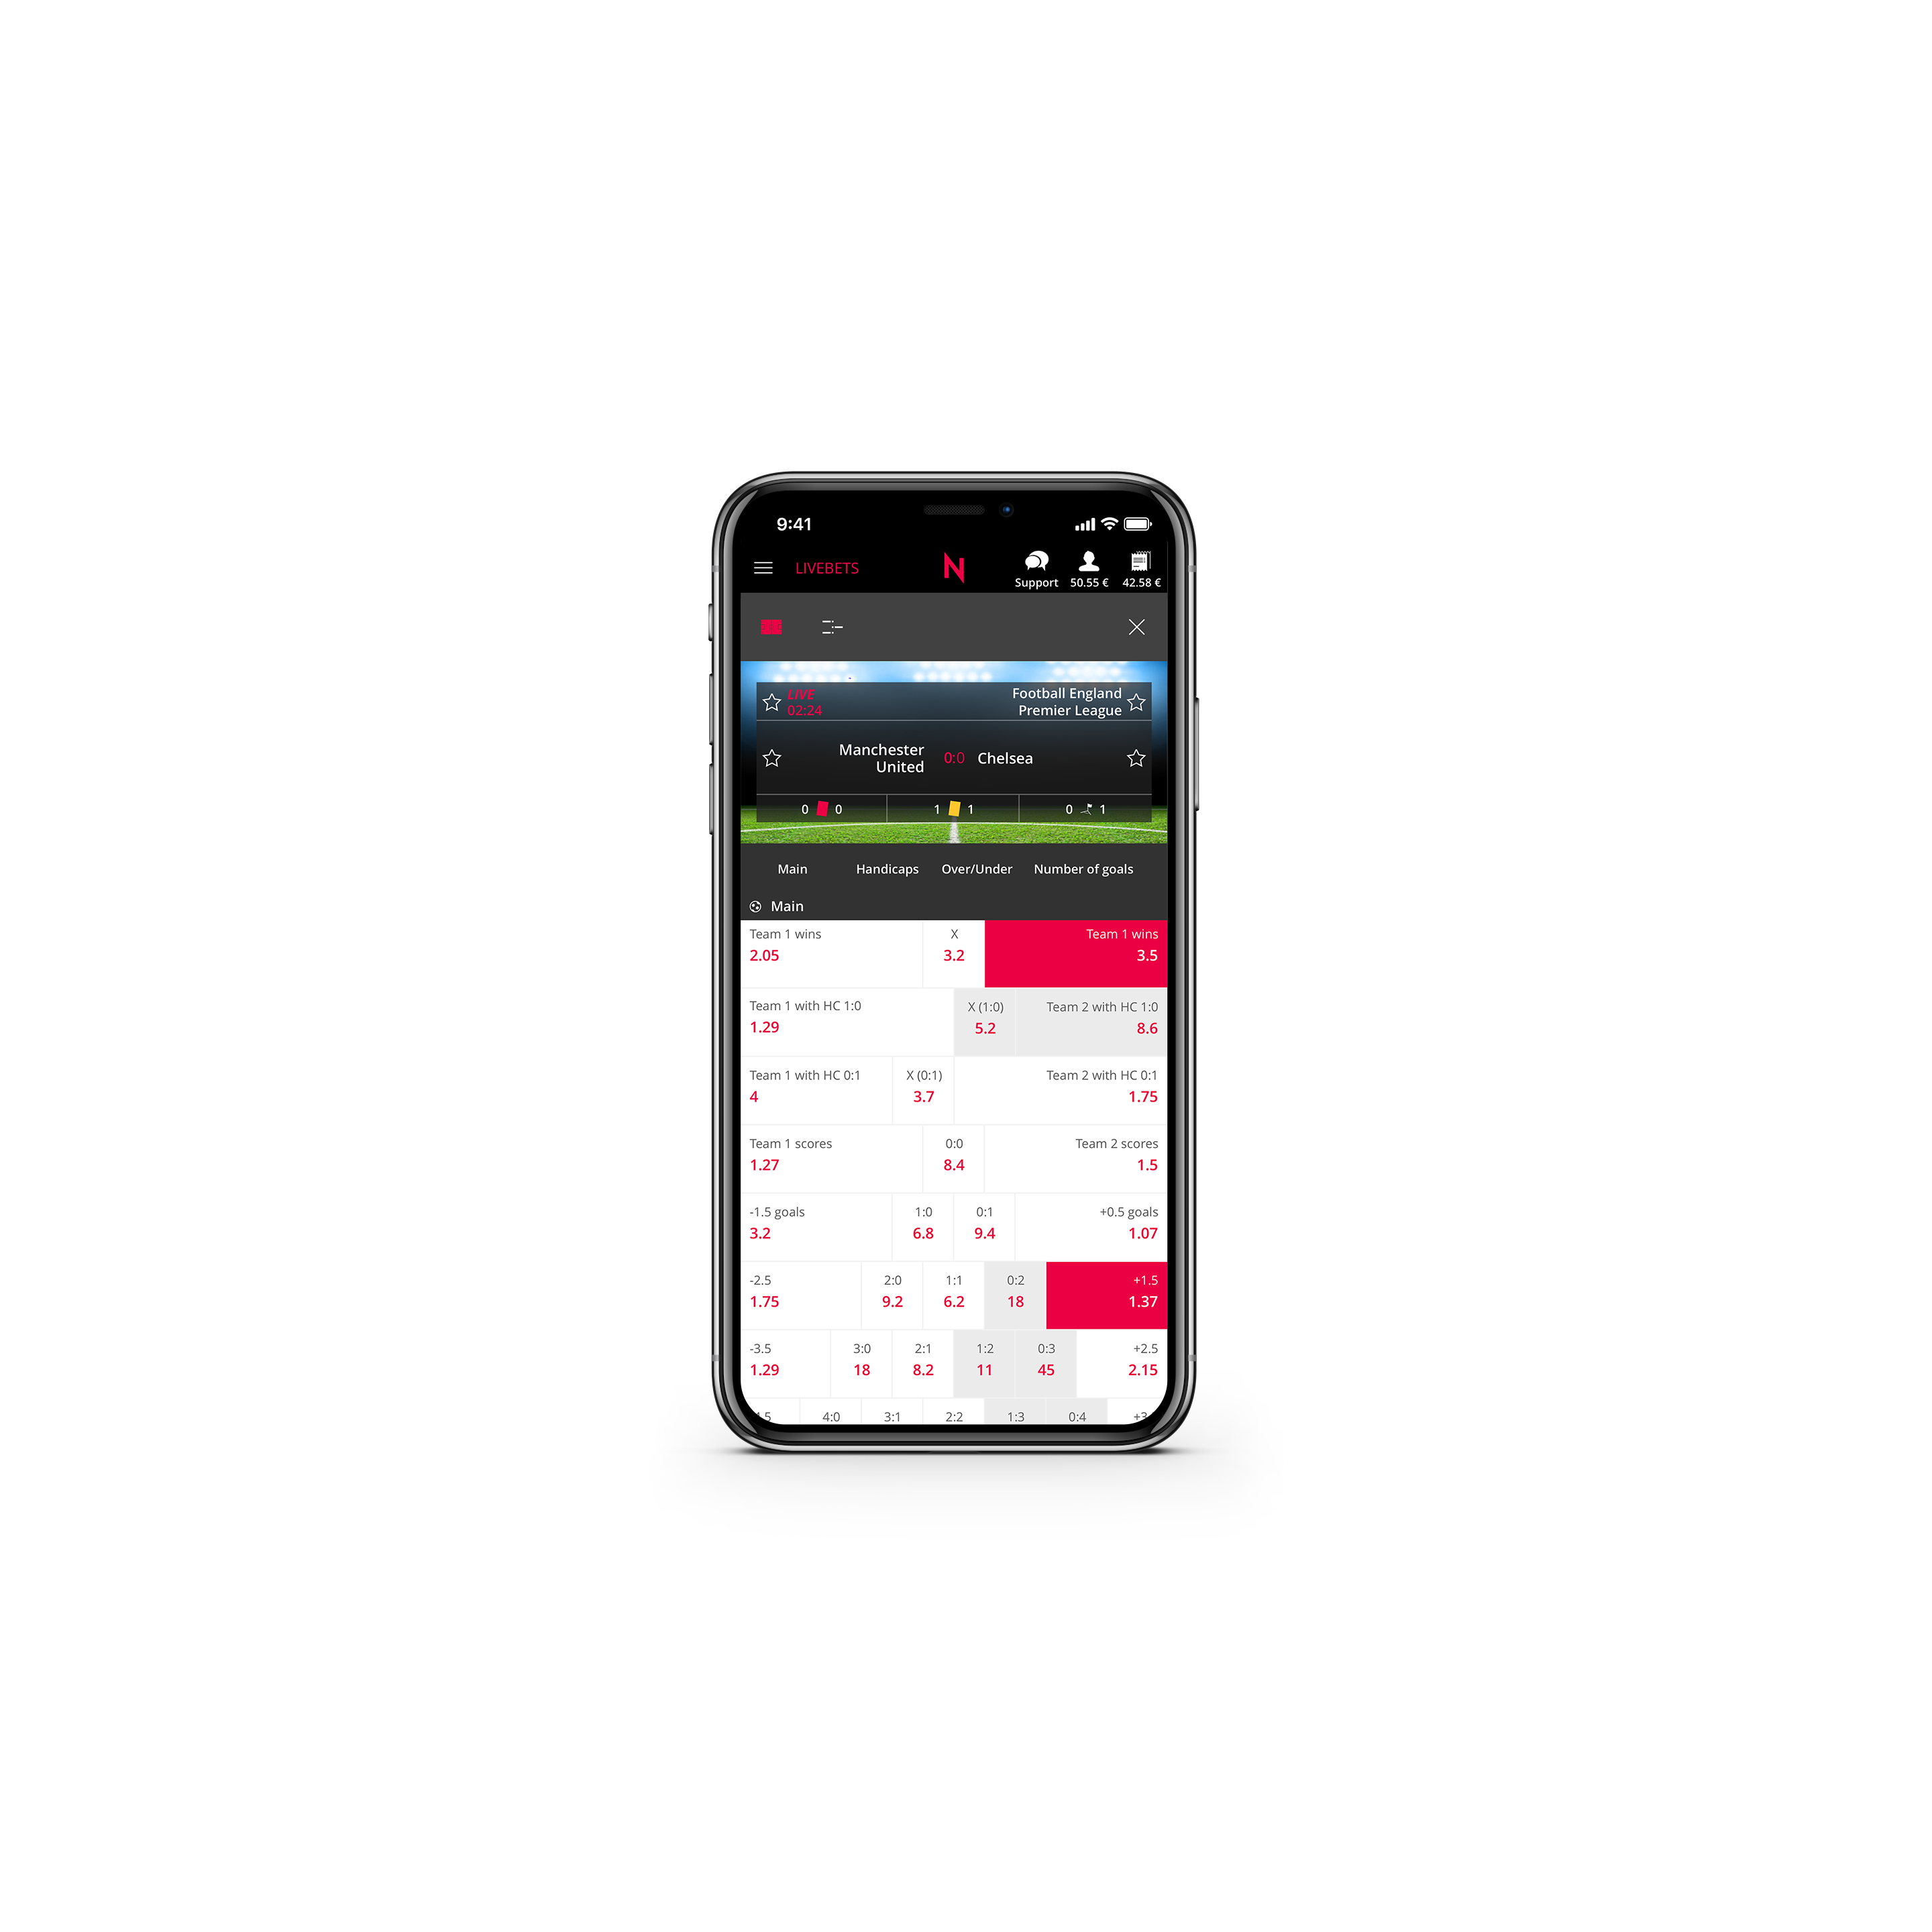 9:41
LIVEBETS
N
Support
50.55 €
42.58 €
LIVE
02:24
Football England
Premier League
Manchester
United
0:0
Chelsea
0 0
1 1
0 1
Main Handicaps Over/Under Number of goals
Main
Team 1 wins X Team 1 wins
2.05 3.2 3.5
Team 1 with HC 1:0 X (1:0) Team 2 with HC 1:0
1.29 5.2 8.6
Team 1 with HC 0:1 X (0:1) Team 2 with HC 0:1
4 3.7 1.75
Team 1 scores 0:0 Team 2 scores
1.27 8.4 1.5
-1.5 goals 1:0 0:1 +0.5 goals
3.2 6.8 9.4 1.07
-2.5 2:0 1:1 0:2 +1.5
1.75 9.2 6.2 18 1.37
-3.5 3:0 2:1 1:2 0:3 +2.5
1.29 18 8.2 11 45 2.15
4:0 3:1 2:2 1:3 0:4